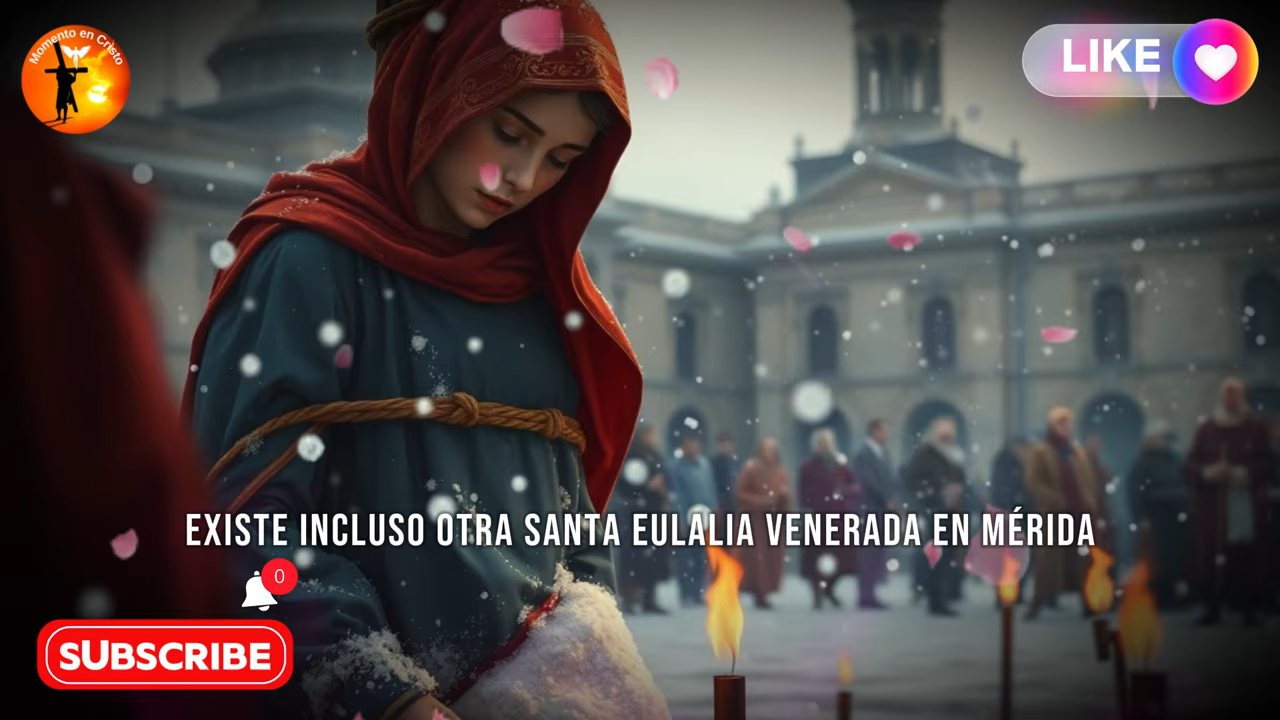 Momento en Cristo
LIKE
EXISTE INCLUSO OTRA SANTA EULALIA VENERADA EN MÉRIDA
0
SUBSCRIBE